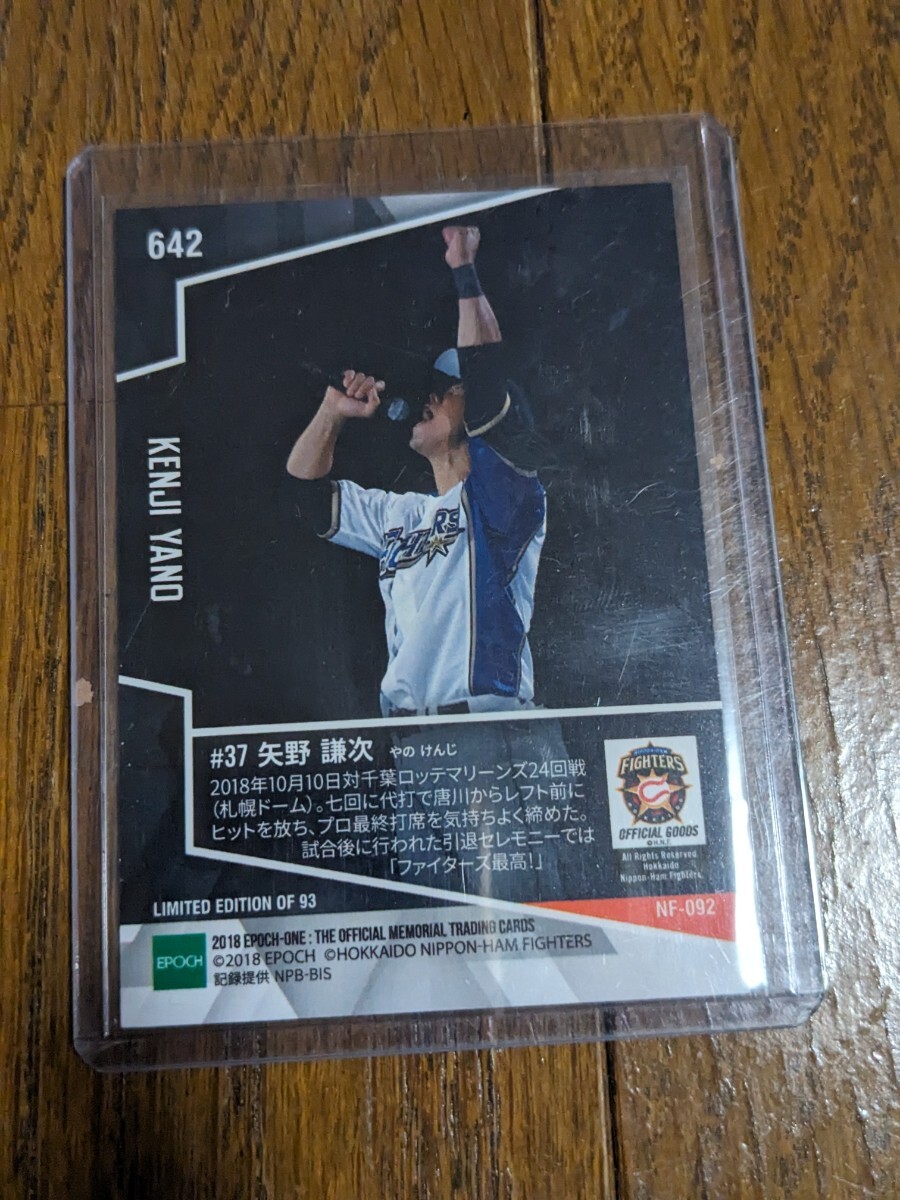 642
KENJI YANO
#37 矢野 謙次 やの けんじ
2018年10月10日対千葉ロッテマリーンズ24回戦
(札幌ドーム)。七回に代打で唐川からレフト前に
ヒットを放ち、プロ最終打席を気持ちよく締めた。
試合後に行われた引退セレモニーでは
「ファイターズ最高!」
FIGHTERS
OFFICIAL GOODS
©H.N.F.
All Rights Reserved
Hokkaido
Nippon-Ham Fighters.
LIMITED EDITION OF 93
NF-092
EPOCH
2018 EPOCH-ONE : THE OFFICIAL MEMORIAL TRADING CARDS
©2018 EPOCH ©HOKKAIDO NIPPON-HAM FIGHTERS
記録提供 NPB-BIS